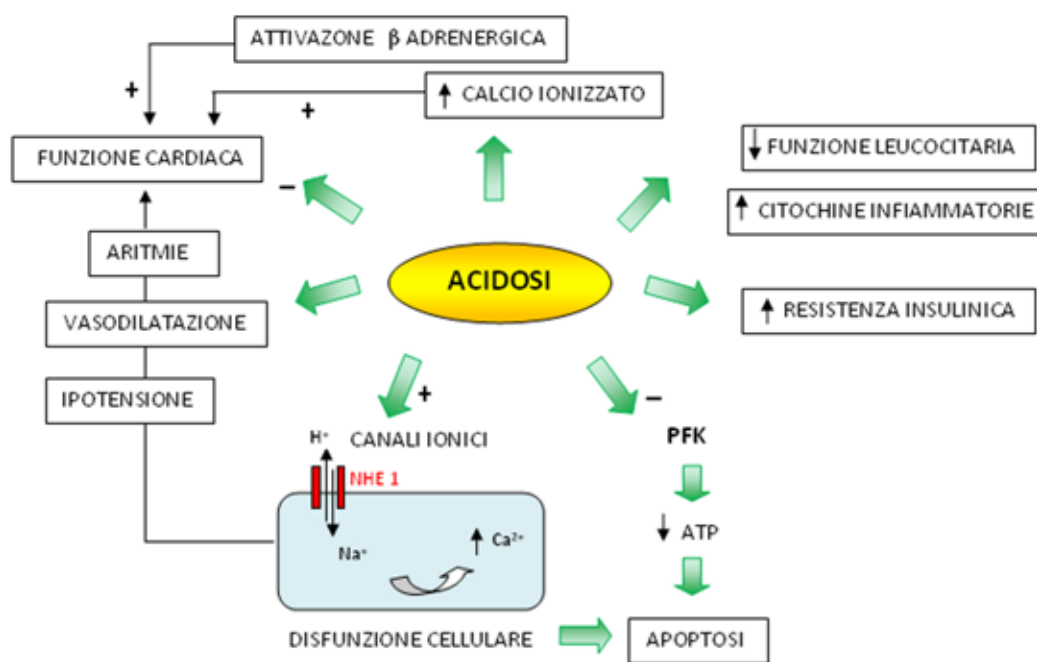 ATTIVAZONE β ADRENERGICA
+
↑ CALCIO IONIZZATO
+
FUNZIONE CARDIACA
↓ FUNZIONE LEUCOCITARIA
–
↑ CITOCHINE INFIAMMATORIE
ARITMIE
ACIDOSI
VASODILATAZIONE
↑ RESISTENZA INSULINICA
IPOTENSIONE
+
–
H⁺
CANALI IONICI
PFK
NHE 1
↓ ATP
Na⁺
↑ Ca²⁺
DISFUNZIONE CELLULARE
APOPTOSI